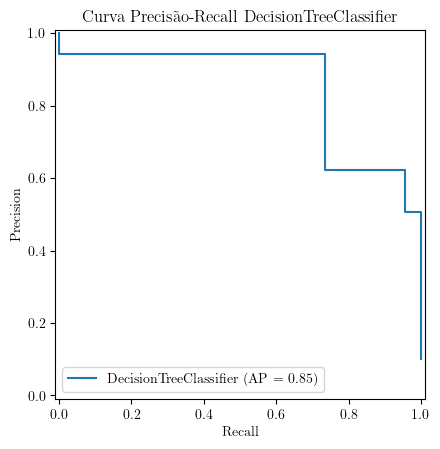 Curva Precisão-Recall DecisionTreeClassifier
1.0
0.8
0.6
0.4
0.2
0.0
Precision
DecisionTreeClassifier (AP = 0.85)
0.0 0.2 0.4 0.6 0.8 1.0
Recall